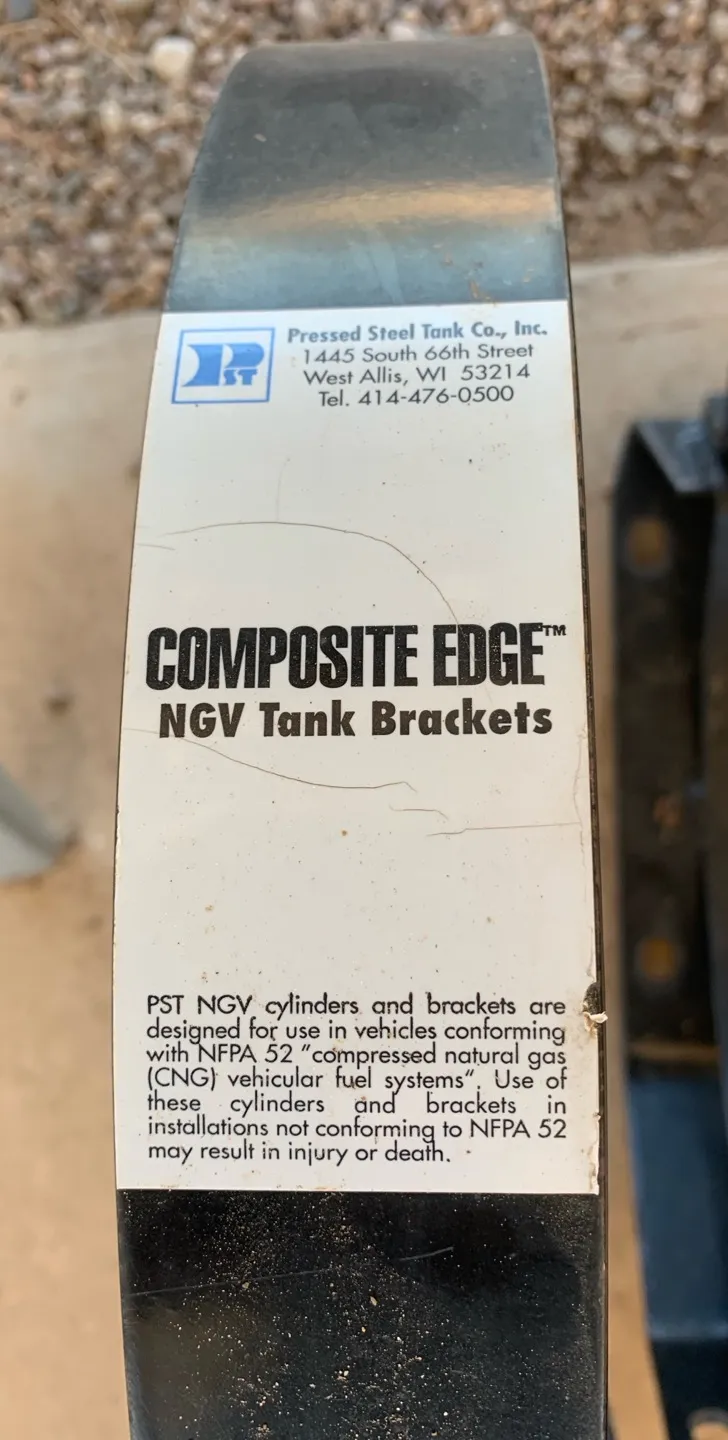 PST
Pressed Steel Tank Co., Inc.
1445 South 66th Street
West Allis, WI 53214
Tel. 414-476-0500
COMPOSITE EDGE™
NGV Tank Brackets
PST NGV cylinders and brackets are
designed for use in vehicles conforming
with NFPA 52 "compressed natural gas
(CNG) vehicular fuel systems". Use of
these cylinders and brackets in
installations not conforming to NFPA 52
may result in injury or death.